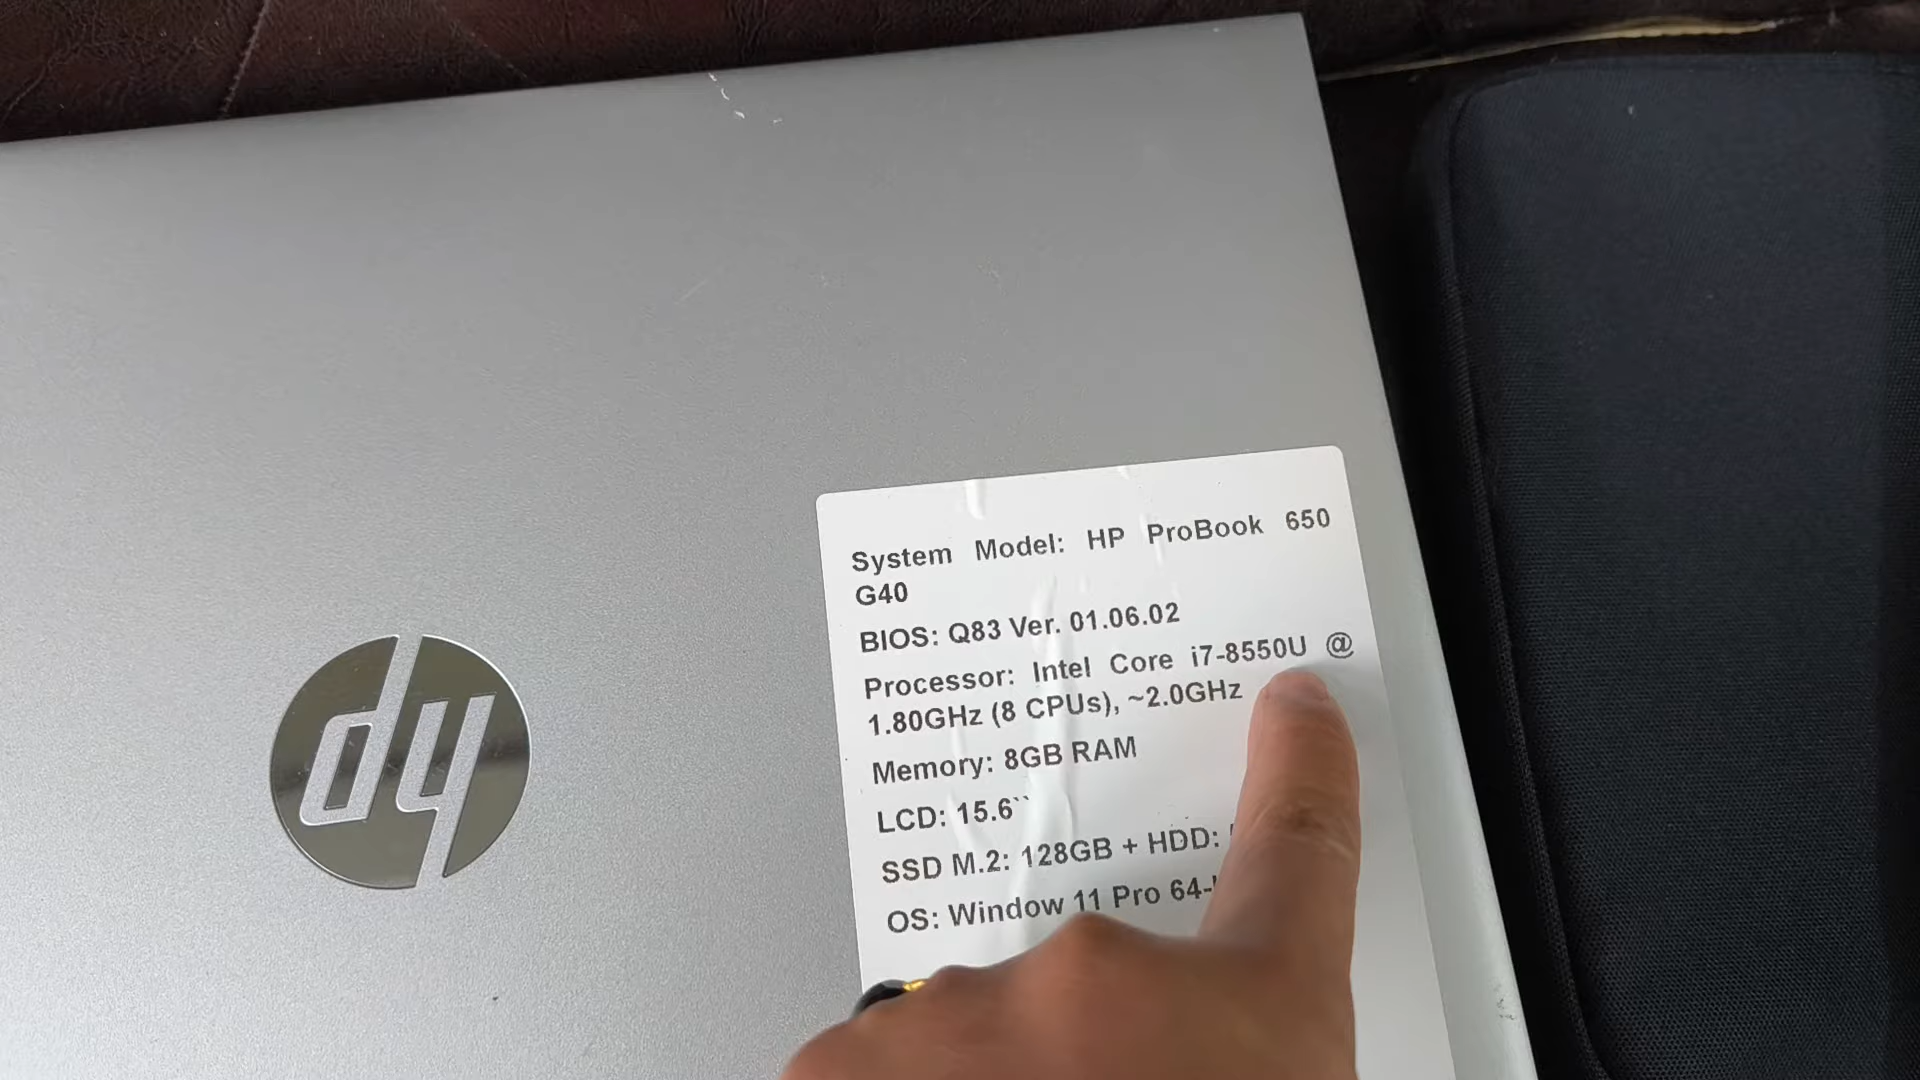 hp
System Model: HP ProBook 650
G40
BIOS: Q83 Ver. 01.06.02
Processor: Intel Core i7-8550U @
1.80GHz (8 CPUs), ~2.0GHz
Memory: 8GB RAM
LCD: 15.6``
SSD M.2: 128GB + HDD:
OS: Window 11 Pro 64-